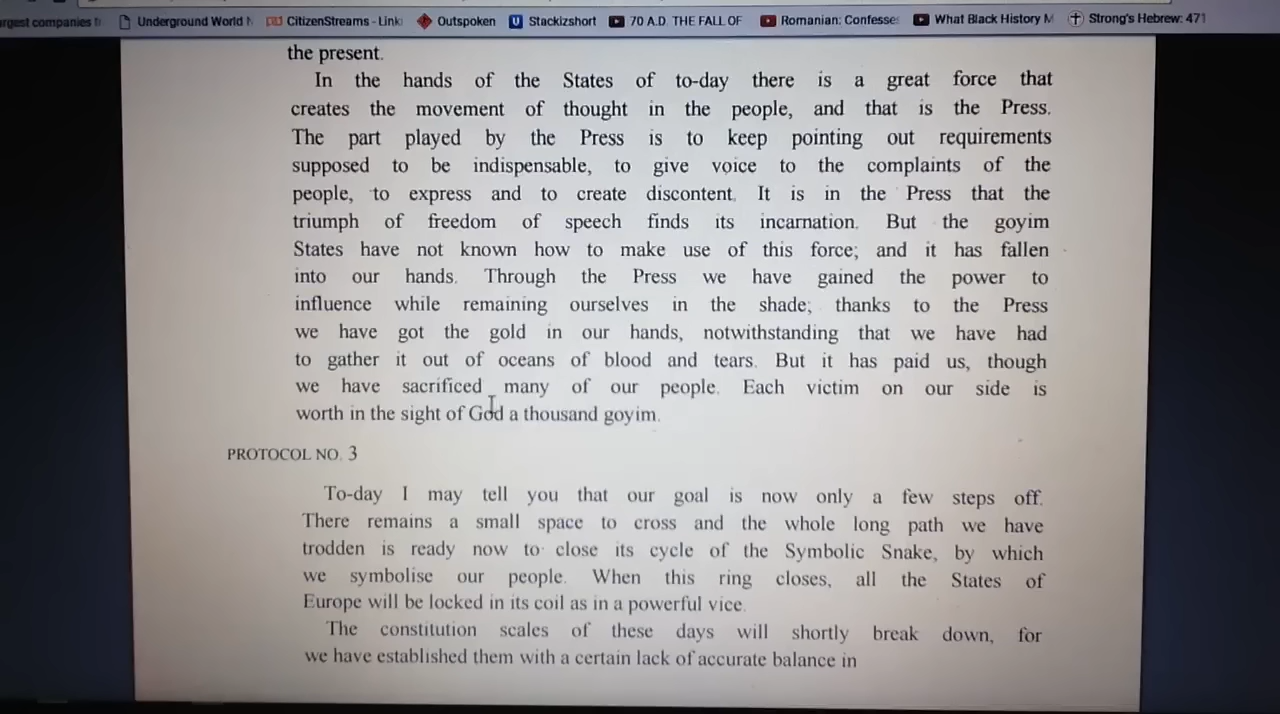 argest companies fr Underground World N CitizenStreams - Link Outspoken Stackizshort 70 A.D. THE FALL OF Romanian: Confesse What Black History M Strong's Hebrew: 471
the present.
In the hands of the States of to-day there is a great force that
creates the movement of thought in the people, and that is the Press.
The part played by the Press is to keep pointing out requirements
supposed to be indispensable, to give voice to the complaints of the
people, to express and to create discontent. It is in the Press that the
triumph of freedom of speech finds its incarnation. But the goyim
States have not known how to make use of this force; and it has fallen
into our hands. Through the Press we have gained the power to
influence while remaining ourselves in the shade; thanks to the Press
we have got the gold in our hands, notwithstanding that we have had
to gather it out of oceans of blood and tears. But it has paid us, though
we have sacrificed many of our people. Each victim on our side is
worth in the sight of God a thousand goyim.
PROTOCOL NO. 3
To-day I may tell you that our goal is now only a few steps off.
There remains a small space to cross and the whole long path we have
trodden is ready now to close its cycle of the Symbolic Snake, by which
we symbolise our people. When this ring closes, all the States of
Europe will be locked in its coil as in a powerful vice.
The constitution scales of these days will shortly break down, for
we have established them with a certain lack of accurate balance in